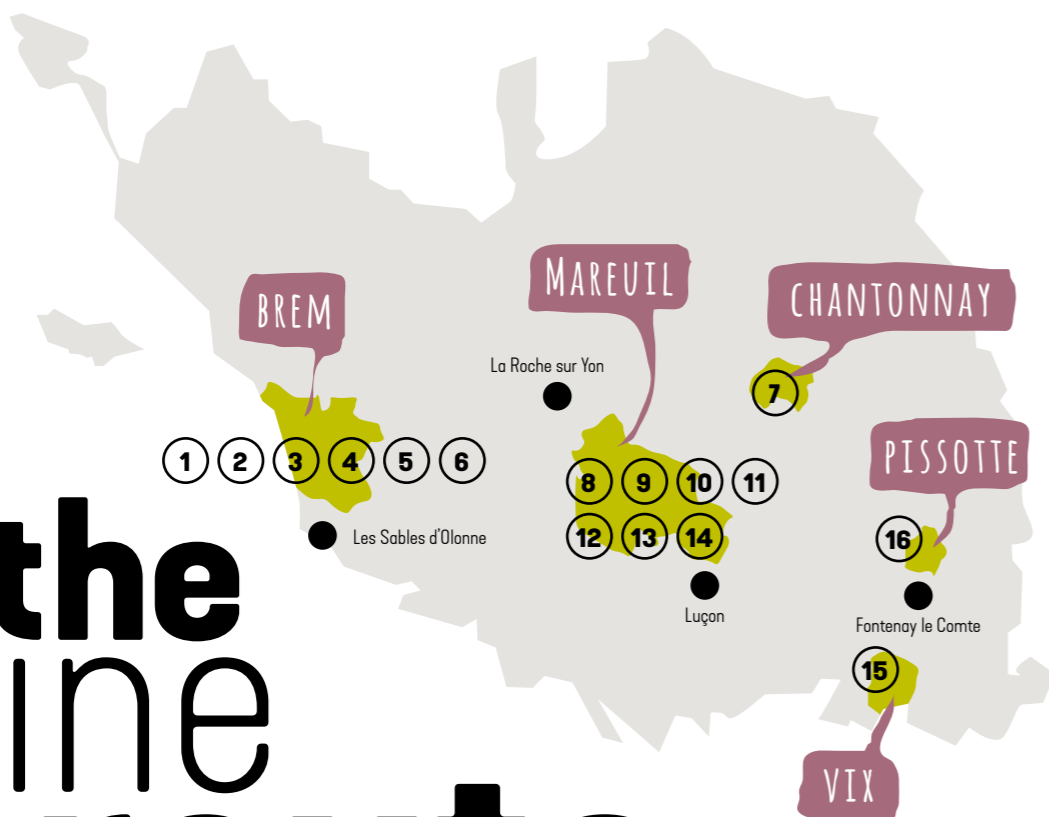 BREM
MAREUIL
CHANTONNAY
La Roche sur Yon
7
PISSOTTE
1 2 3 4 5 6
8 9 10 11
12 13 14
16
Les Sables d'Olonne
Luçon
Fontenay le Comte
15
VIX
the
ine